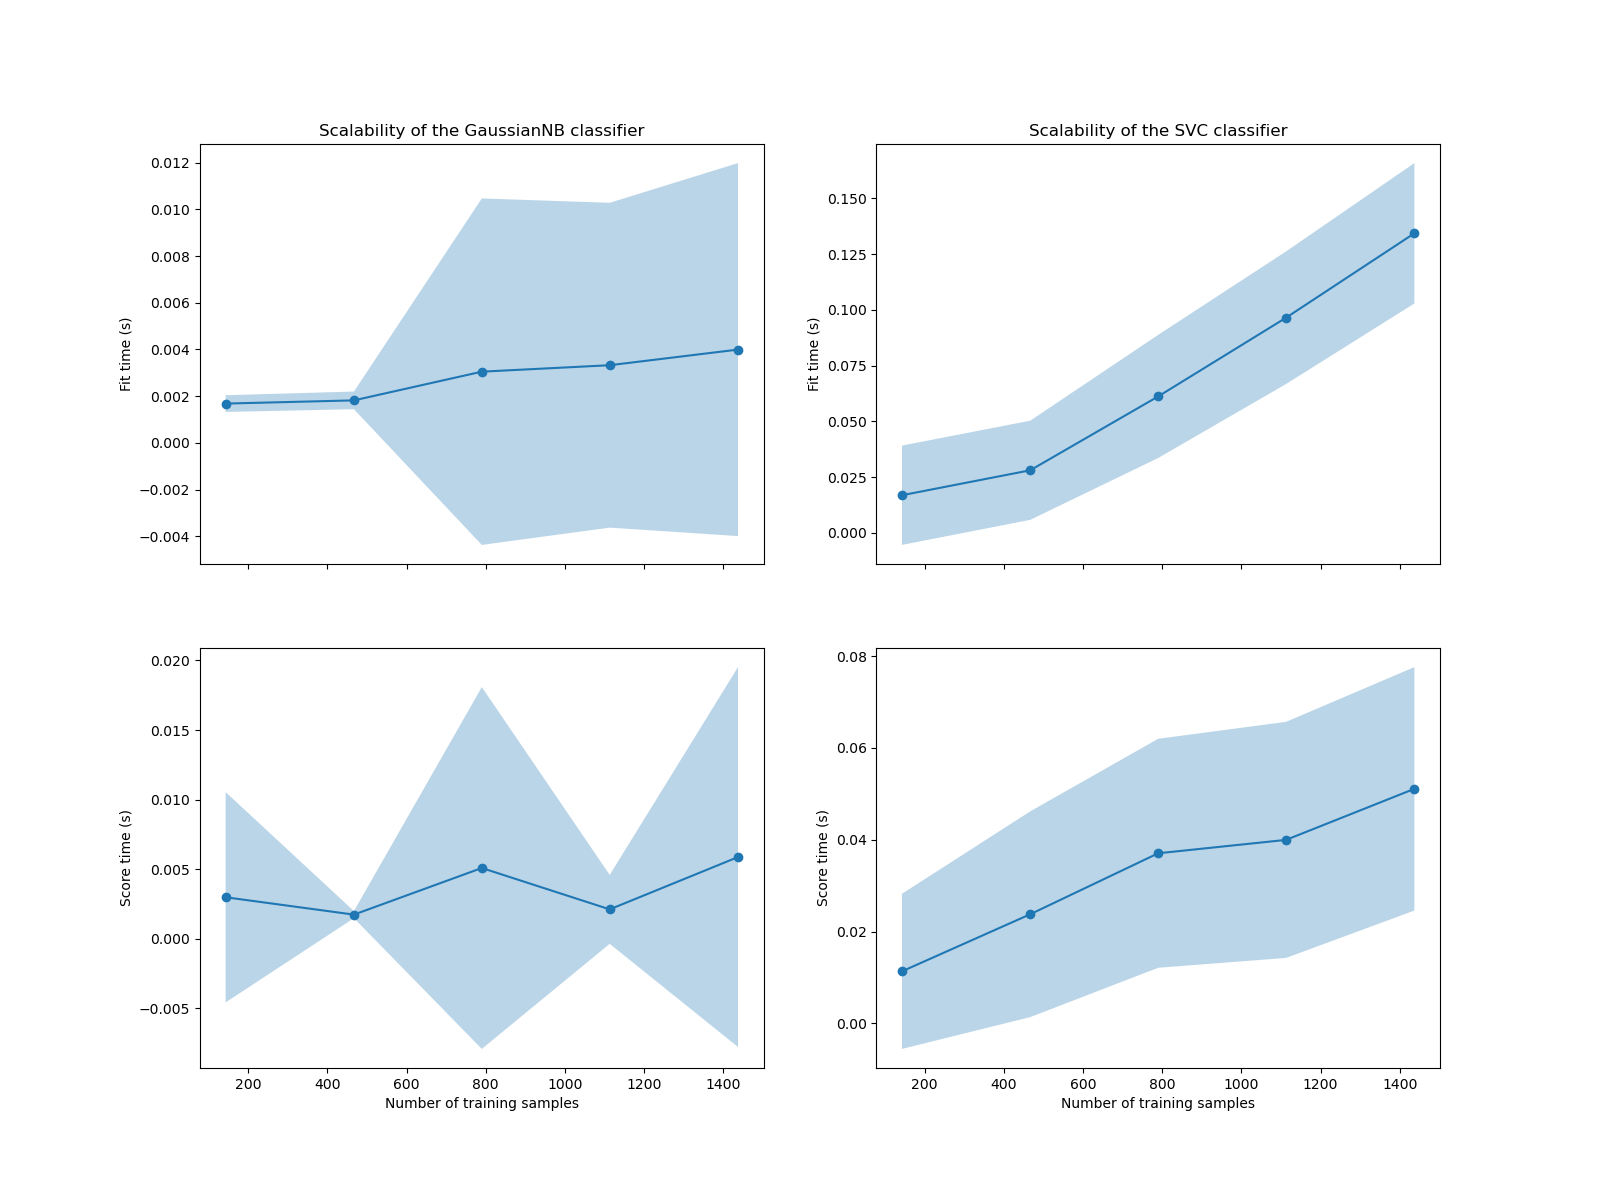 Scalability of the GaussianNB classifier
Fit time (s)
0.012
0.010
0.008
0.006
0.004
0.002
0.000
−0.002
−0.004
Scalability of the SVC classifier
Fit time (s)
0.150
0.125
0.100
0.075
0.050
0.025
0.000
Score time (s)
0.020
0.015
0.010
0.005
0.000
−0.005
200 400 600 800 1000 1200 1400
Number of training samples
Score time (s)
0.08
0.06
0.04
0.02
0.00
200 400 600 800 1000 1200 1400
Number of training samples